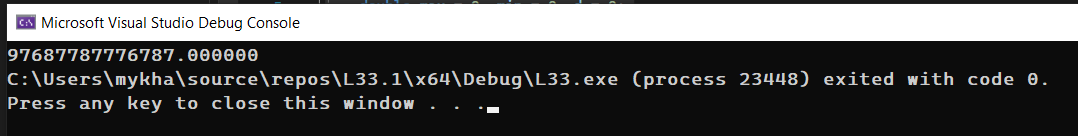 Microsoft Visual Studio Debug Console
97687787776787.000000
C:\Users\mykha\source\repos\L33.1\x64\Debug\L33.exe (process 23448) exited with code 0.
Press any key to close this window . . .